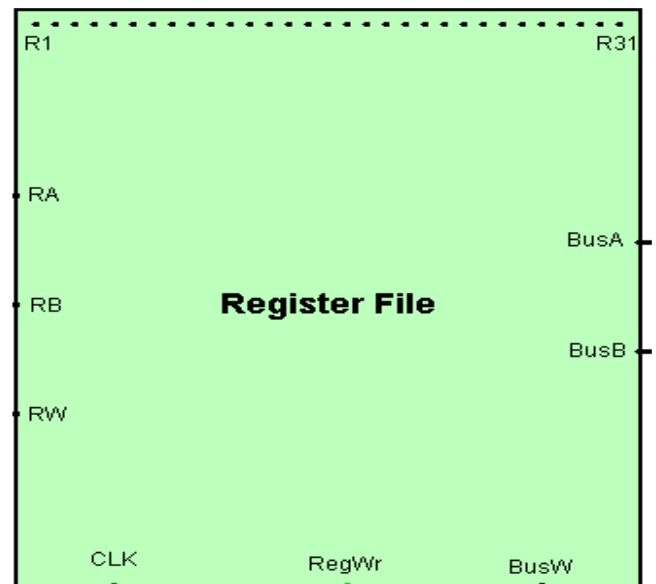 R1 R31
RA
BusA
RB Register File
BusB
RW
CLK RegWr BusW